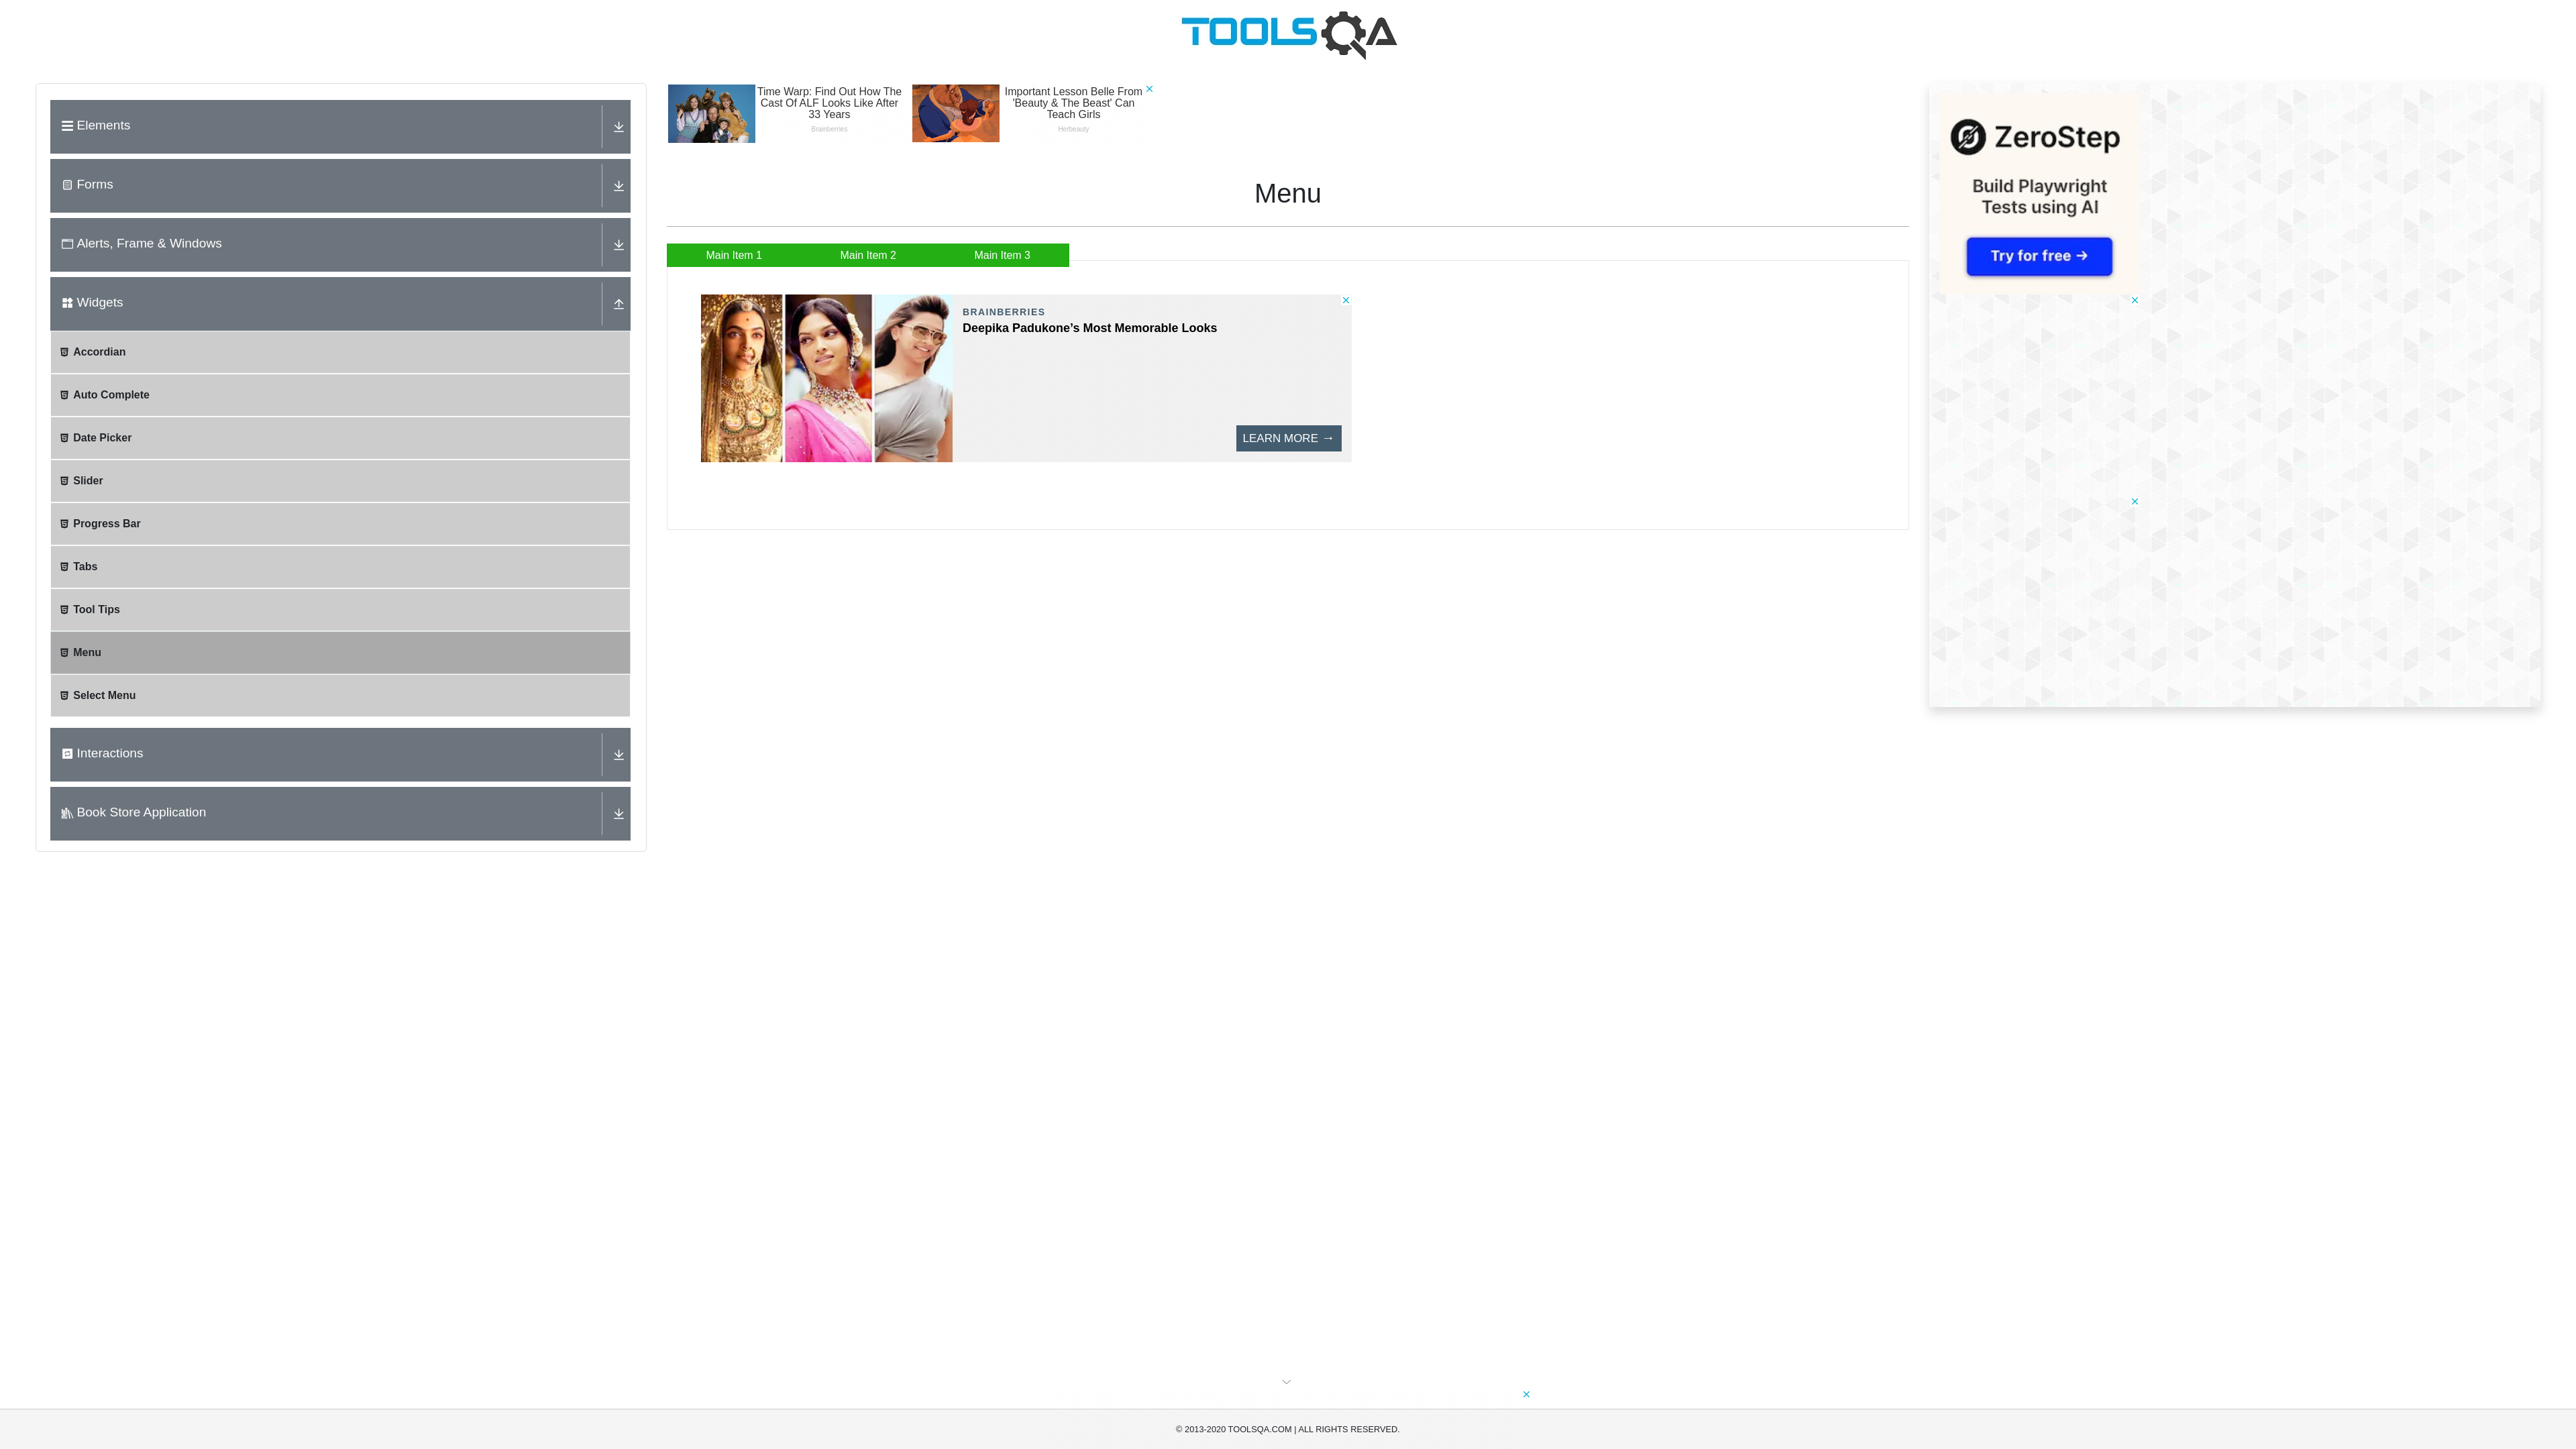 TOOLSQA
Elements
Forms
Alerts, Frame & Windows
Widgets
Accordian
Auto Complete
Date Picker
Slider
Progress Bar
Tabs
Tool Tips
Menu
Select Menu
Interactions
Book Store Application
Time Warp: Find Out How The
Cast Of ALF Looks Like After
33 Years
Brainberries
Important Lesson Belle From
'Beauty & The Beast' Can
Teach Girls
Herbeauty
Menu
Main Item 1
Main Item 2
Main Item 3
BRAINBERRIES
Deepika Padukone’s Most Memorable Looks
LEARN MORE →
ZeroStep
Build Playwright
Tests using AI
Try for free →
© 2013-2020 TOOLSQA.COM | ALL RIGHTS RESERVED.